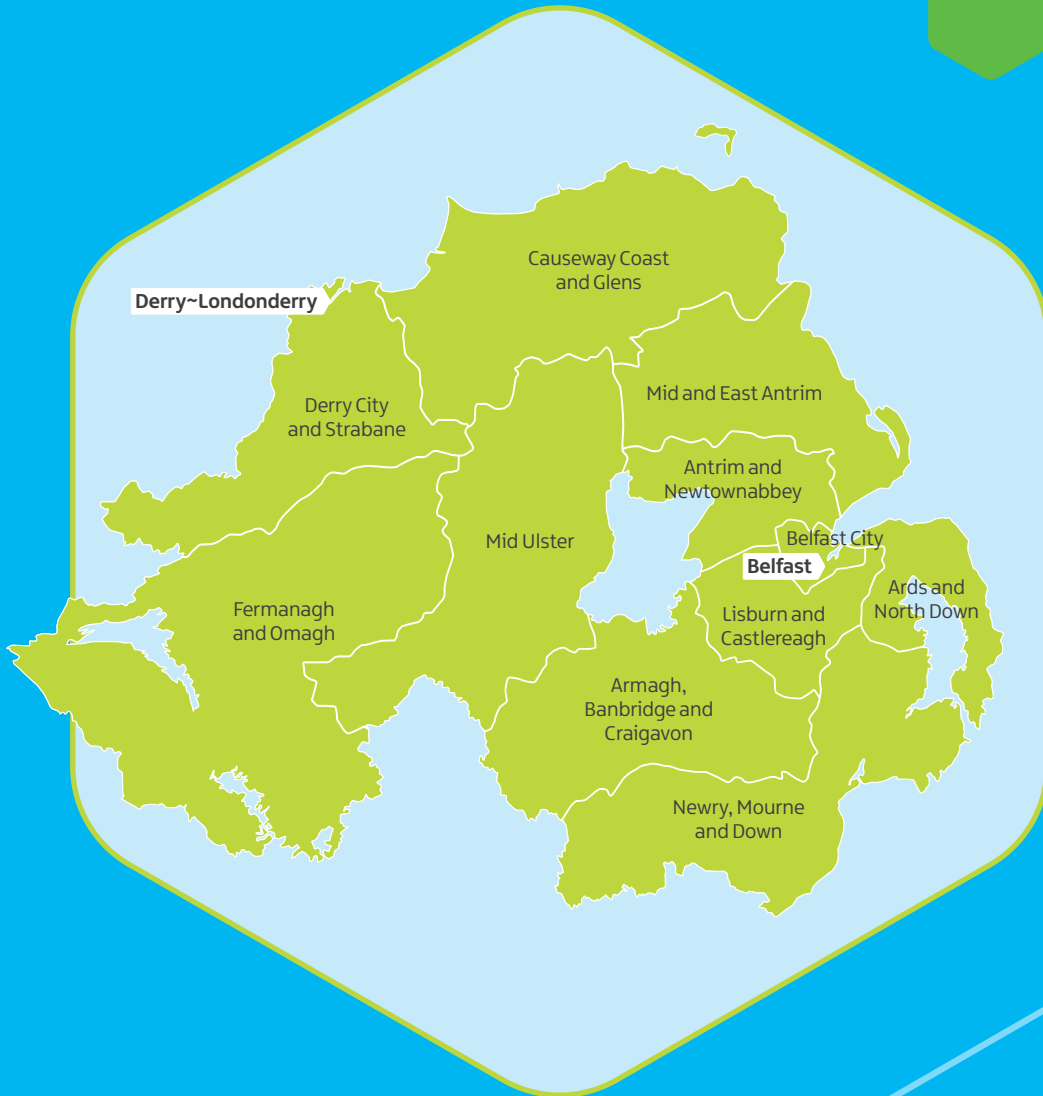 Causeway Coast
and Glens
Derry~Londonderry
Mid and East Antrim
Derry City
and Strabane
Antrim and
Newtownabbey
Belfast City
Mid Ulster
Belfast
Ards and
North Down
Fermanagh
and Omagh
Lisburn and
Castlereagh
Armagh,
Banbridge and
Craigavon
Newry, Mourne
and Down